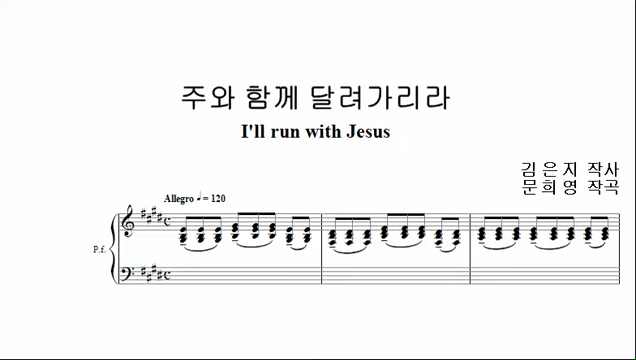 주와 함께 달려가리라
I'll run with Jesus
김은지 작사
문희영 작곡
Allegro ♩= 120
P.f.